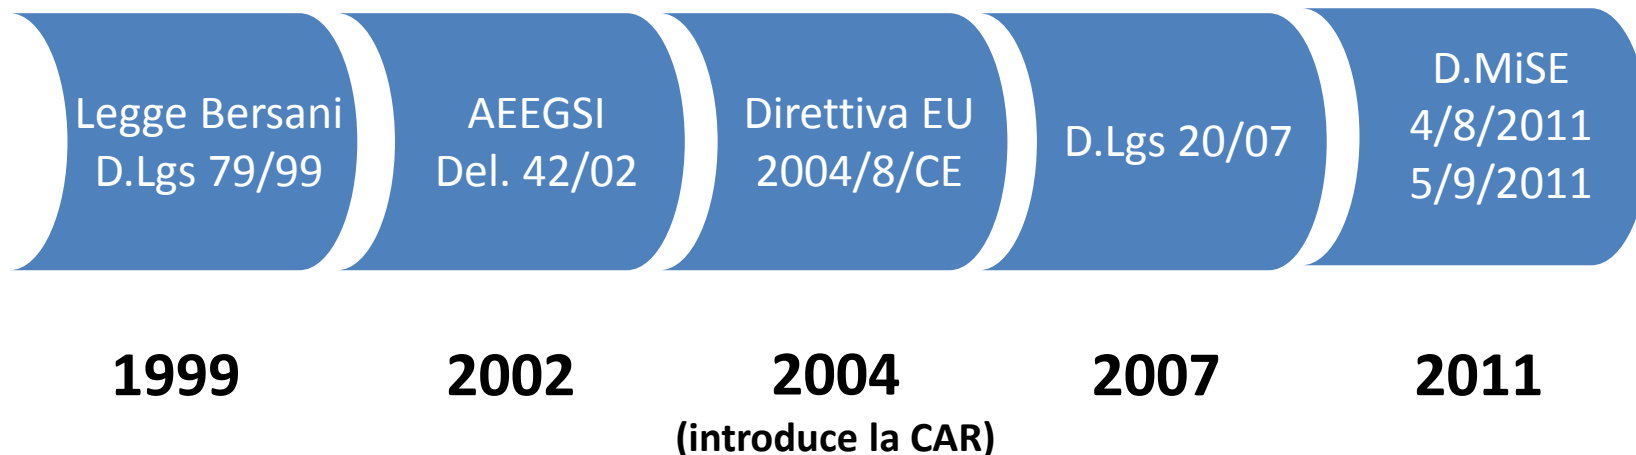 Legge Bersani
D.Lgs 79/99
AEEGSI
Del. 42/02
Direttiva EU
2004/8/CE
D.Lgs 20/07
D.MiSE
4/8/2011
5/9/2011
1999
2002
2004
(introduce la CAR)
2007
2011